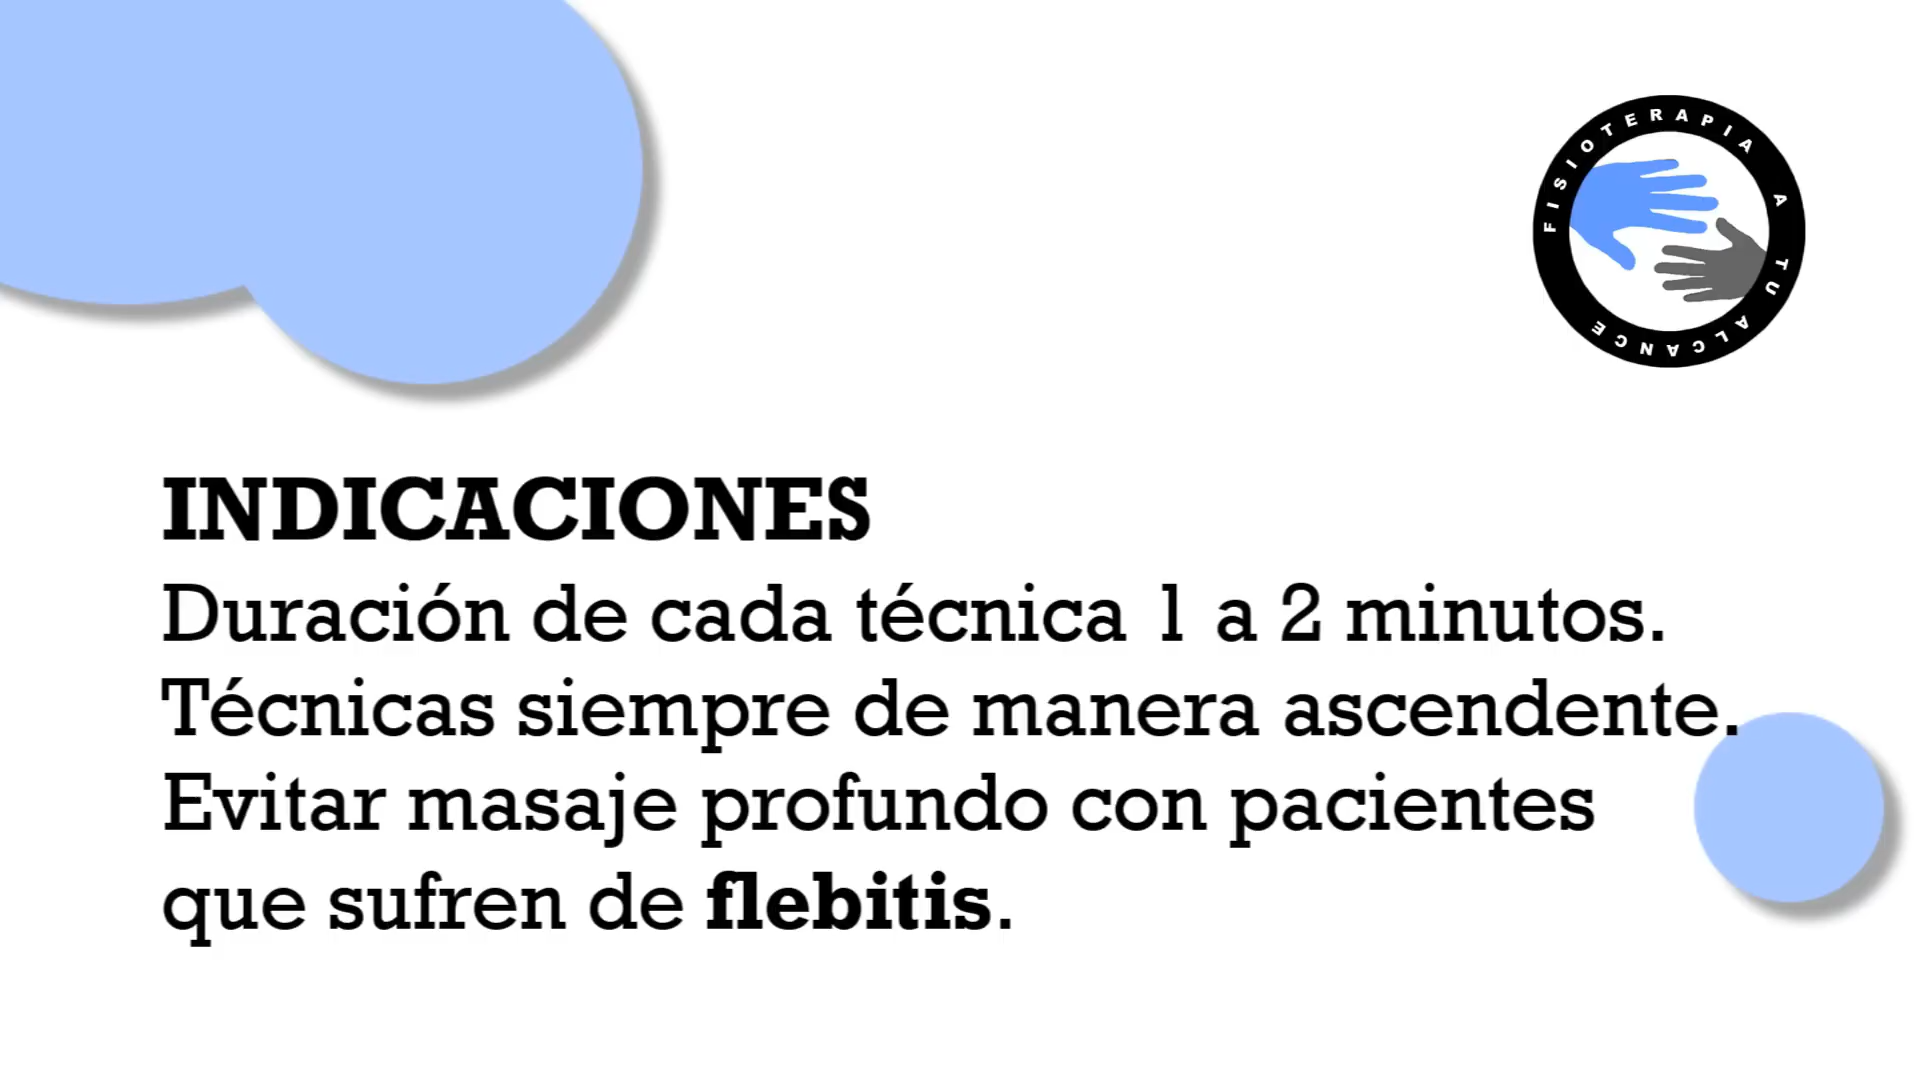 FISIOTERAPIA A TU ALCANCE
INDICACIONES
Duración de cada técnica 1 a 2 minutos.
Técnicas siempre de manera ascendente.
Evitar masaje profundo con pacientes
que sufren de flebitis.